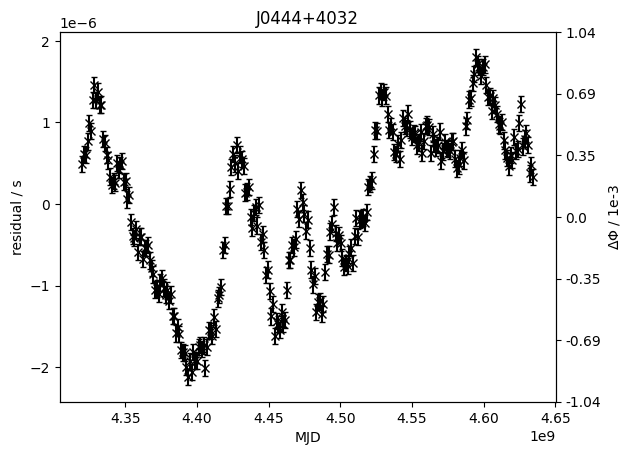 J0444+4032
1e−6
2
1
0
−1
−2
residual / s
1.04
0.69
0.35
0.0
-0.35
-0.69
-1.04
ΔΦ / 1e-3
4.35 4.40 4.45 4.50 4.55 4.60 4.65
1e9
MJD